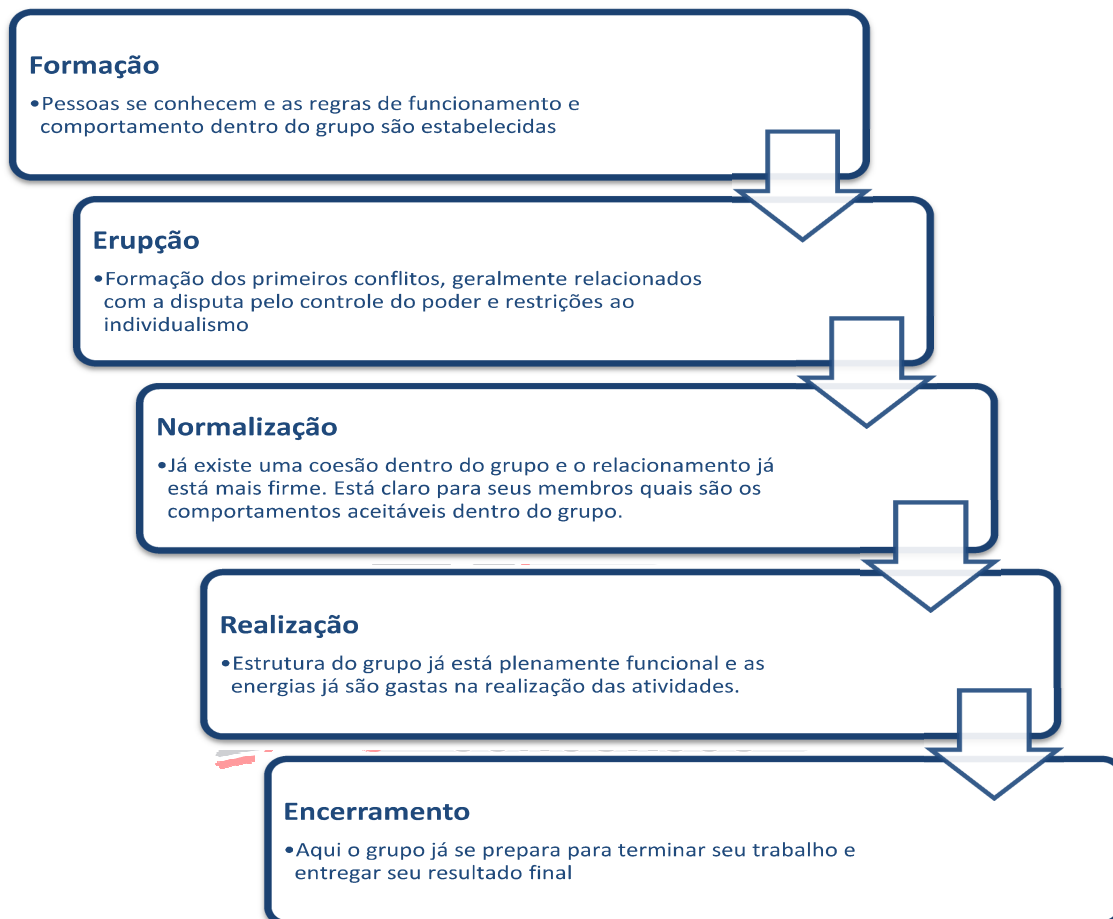 Formação
•Pessoas se conhecem e as regras de funcionamento e
comportamento dentro do grupo são estabelecidas
Erupção
•Formação dos primeiros conflitos, geralmente relacionados
com a disputa pelo controle do poder e restrições ao
individualismo
Normalização
•Já existe uma coesão dentro do grupo e o relacionamento já
está mais firme. Está claro para seus membros quais são os
comportamentos aceitáveis dentro do grupo.
Realização
•Estrutura do grupo já está plenamente funcional e as
energias já são gastas na realização das atividades.
Encerramento
•Aqui o grupo já se prepara para terminar seu trabalho e
entregar seu resultado final